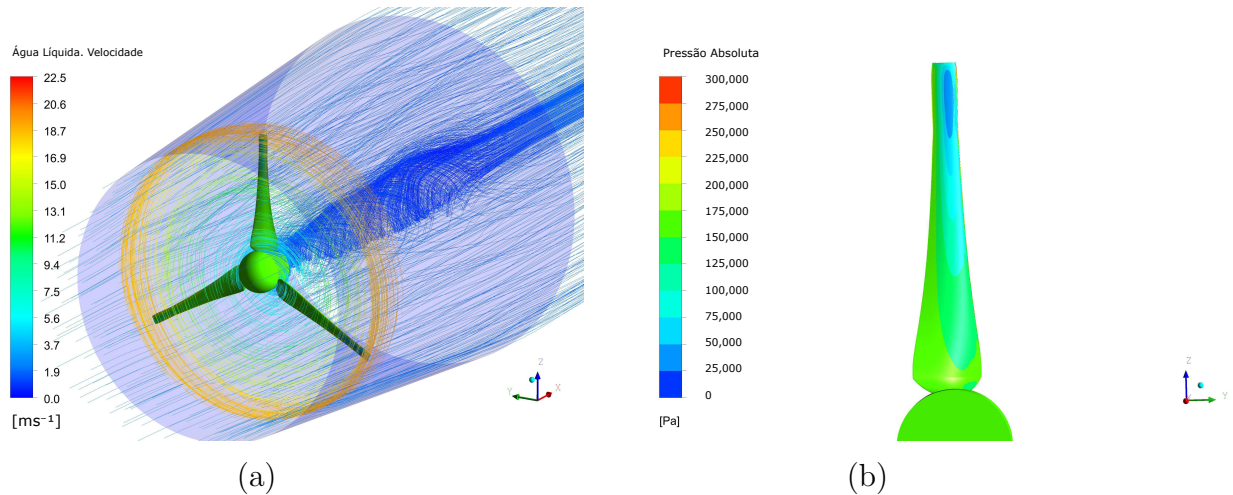 Água Líquida. Velocidade
22.5
20.6
18.7
16.9
15.0
13.1
11.2
9.4
7.5
5.6
3.7
1.9
0.0
[ms⁻¹]
Z
Y
X
(a)
Pressão Absoluta
300,000
275,000
250,000
225,000
200,000
175,000
150,000
125,000
100,000
75,000
50,000
25,000
0
[Pa]
Z
Y
(b)